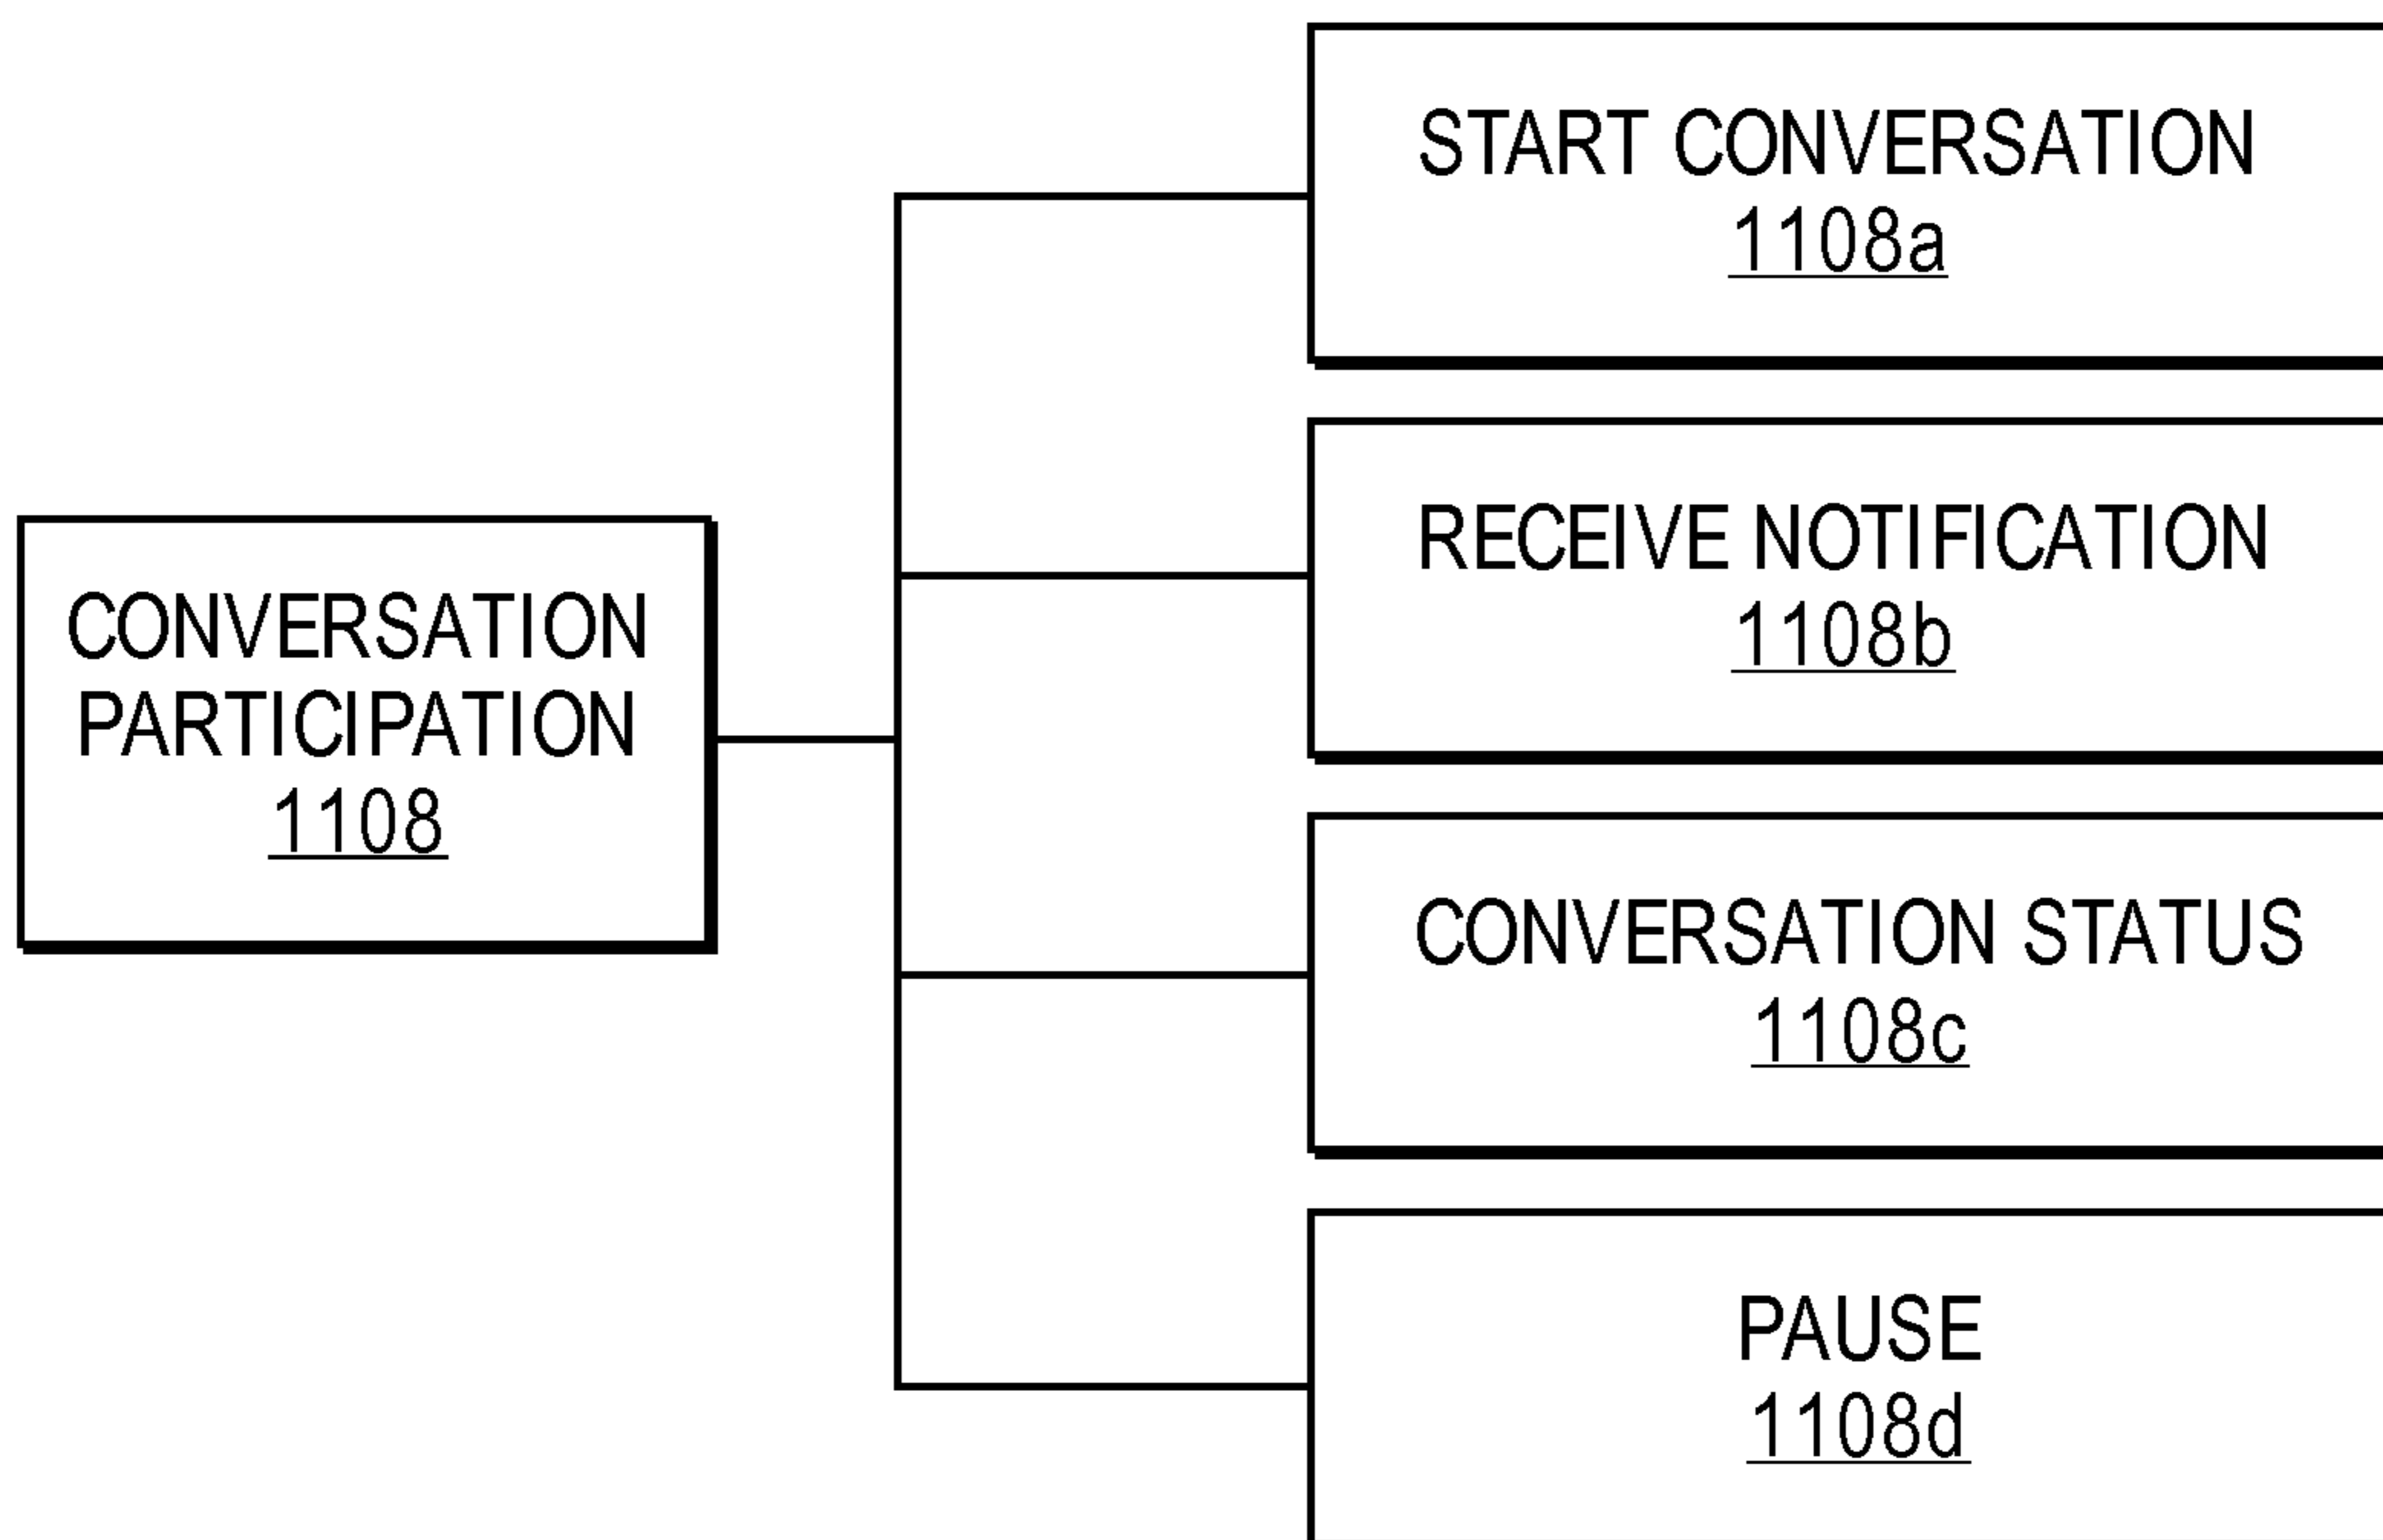 CONVERSATION
PARTICIPATION
1108
START CONVERSATION
1108a
RECEIVE NOTIFICATION
1108b
CONVERSATION STATUS
1108c
PAUSE
1108d